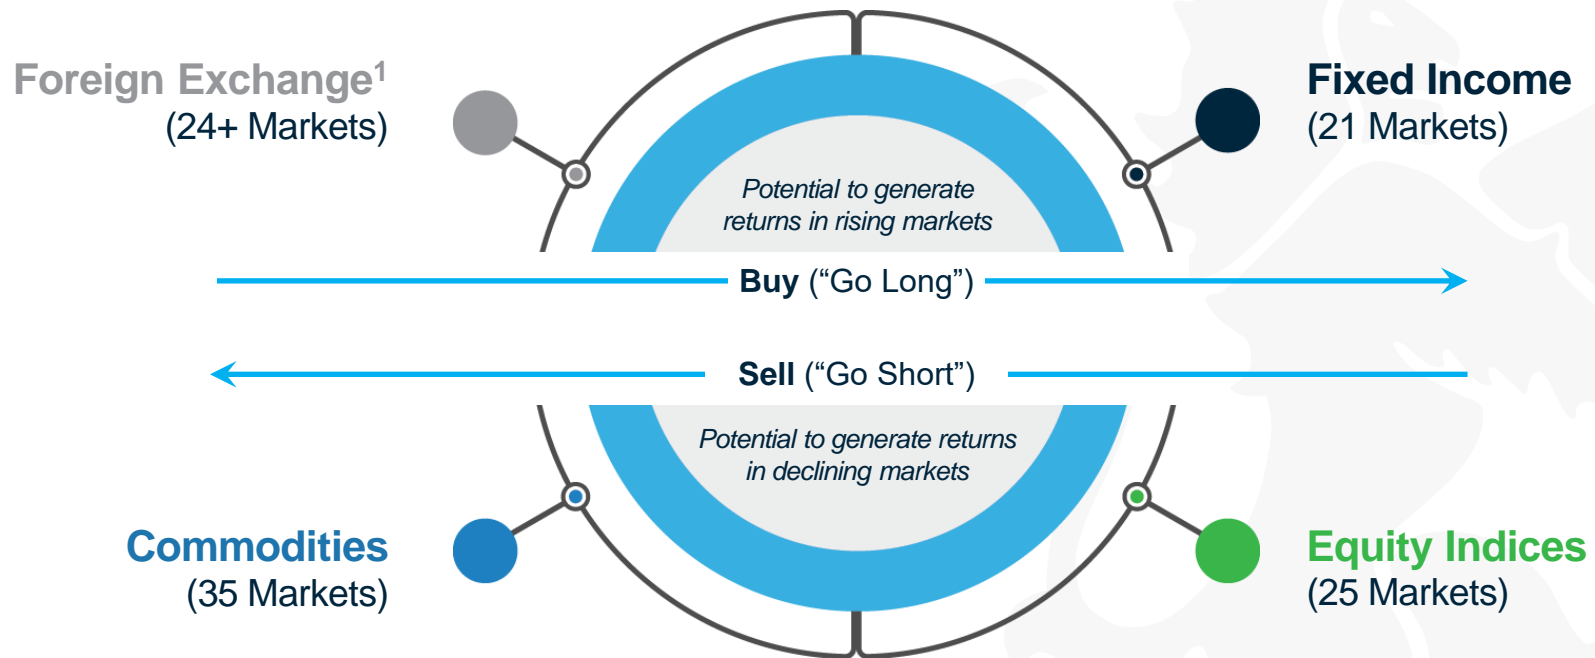 Foreign Exchange¹
(24+ Markets)
Fixed Income
(21 Markets)
Potential to generate
returns in rising markets
Buy (“Go Long”)
Sell (“Go Short”)
Potential to generate returns
in declining markets
Commodities
(35 Markets)
Equity Indices
(25 Markets)